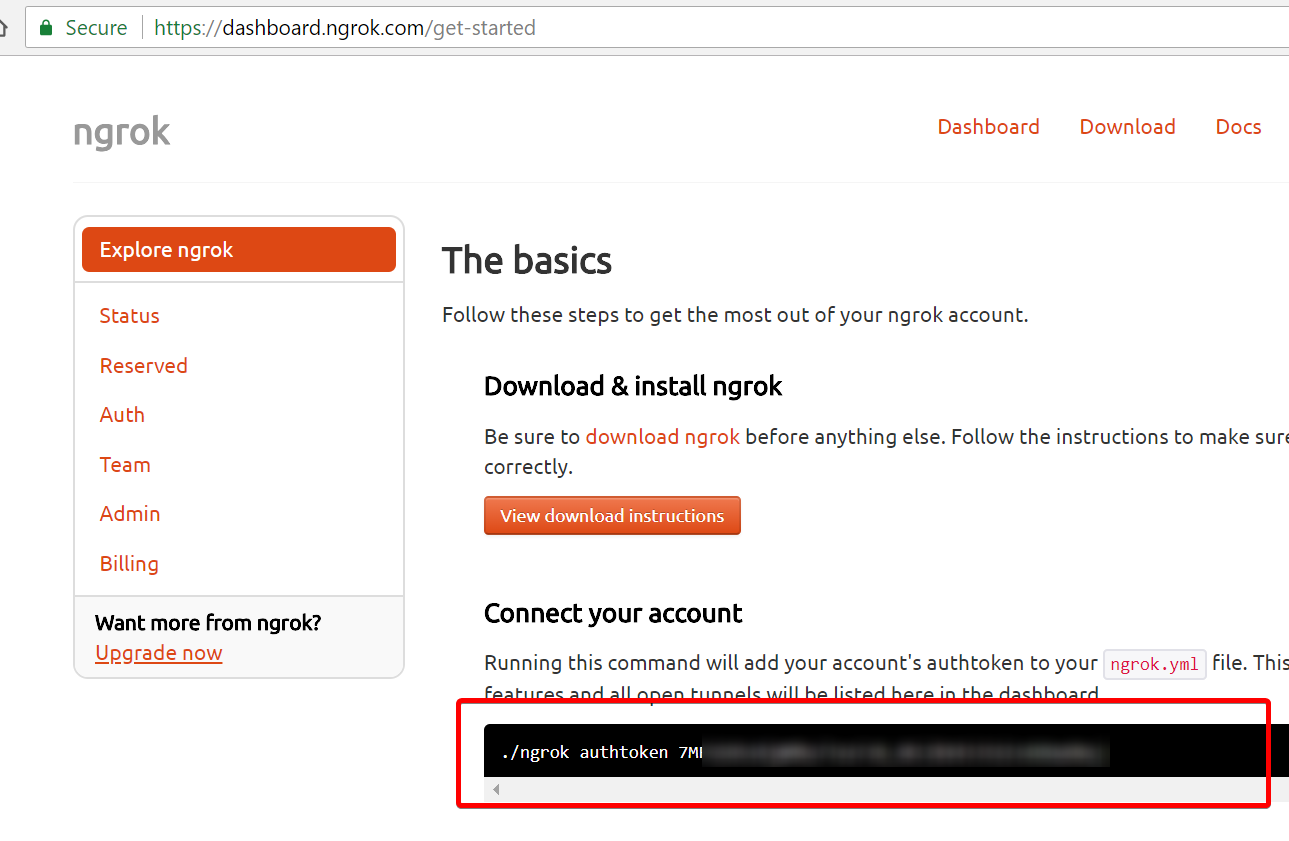 Secure https://dashboard.ngrok.com/get-started
ngrok
Dashboard Download Docs
Explore ngrok
Status
Reserved
Auth
Team
Admin
Billing
Want more from ngrok?
Upgrade now
The basics
Follow these steps to get the most out of your ngrok account.
Download & install ngrok
Be sure to download ngrok before anything else. Follow the instructions to make sure
correctly.
View download instructions
Connect your account
Running this command will add your account's authtoken to your ngrok.yml file. This
features and all open tunnels will be listed here in the dashboard
./ngrok authtoken